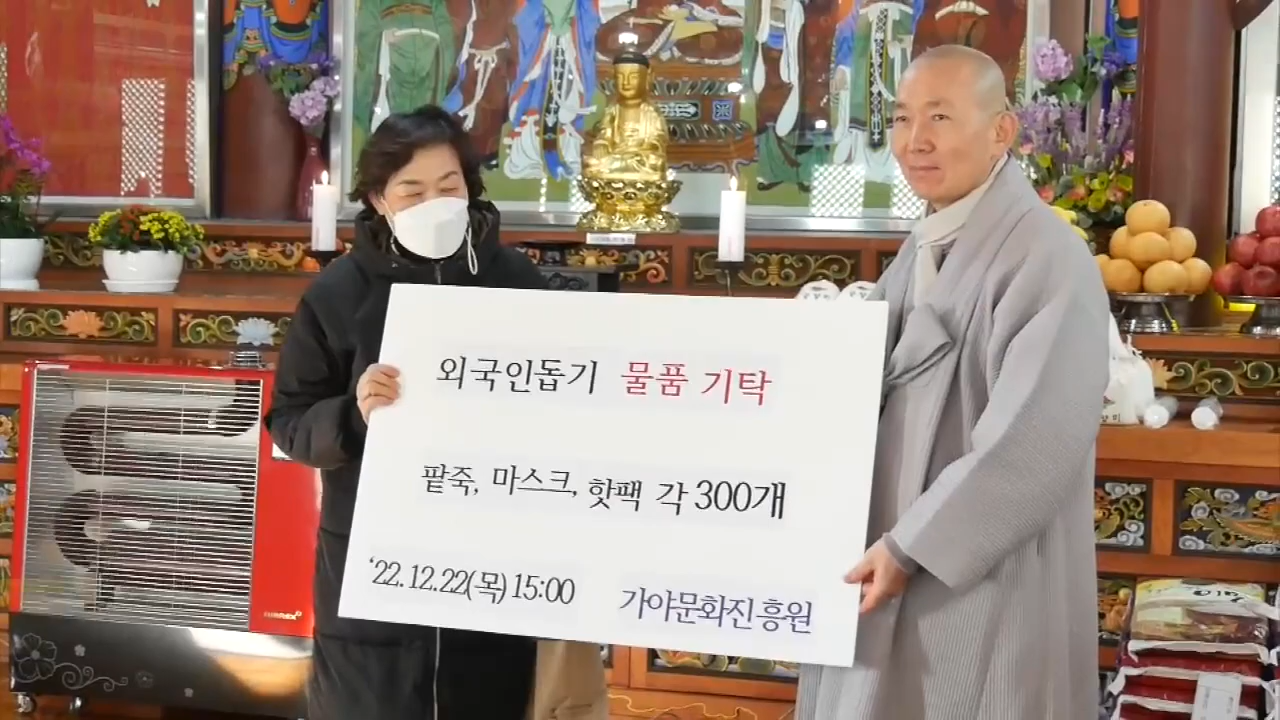 외국인돕기 물품 기탁
팥죽, 마스크, 핫팩 각 300개
'22. 12. 22(목) 15:00 가야문화진흥원